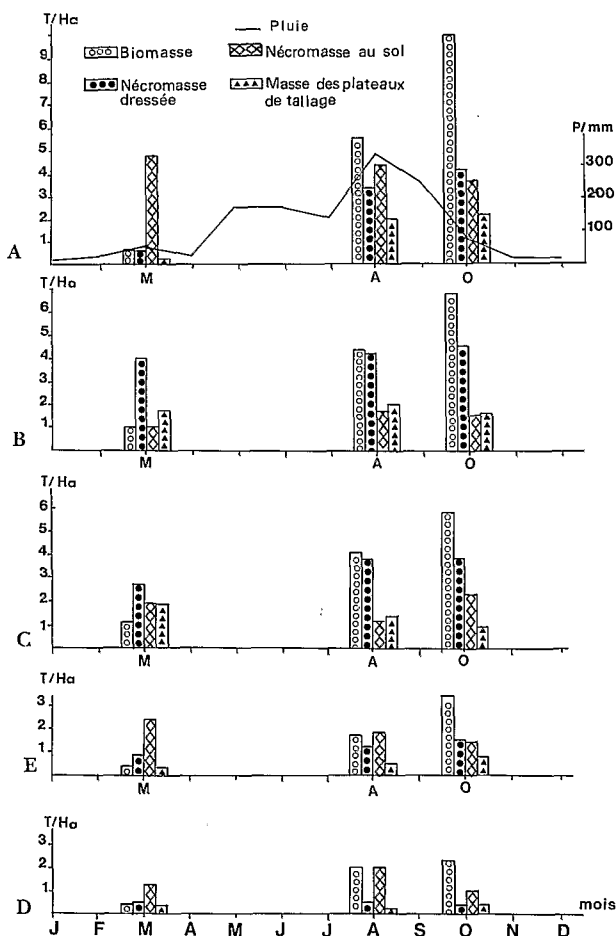 T/Ha
Pluie
Biomasse
Nécromasse au sol
Nécromasse dressée
Masse des plateaux de tallage
P/mm
9
8
7
6
5
4
3
2
1
300
200
100
A
M
A
O
T/Ha
6
5
4
3
2
1
B
M
A
O
T/Ha
6
5
4
3
2
1
C
M
A
O
T/Ha
3
2
1
E
M
A
O
T/Ha
3
2
1
D
mois
J F M A M J J A S O N D